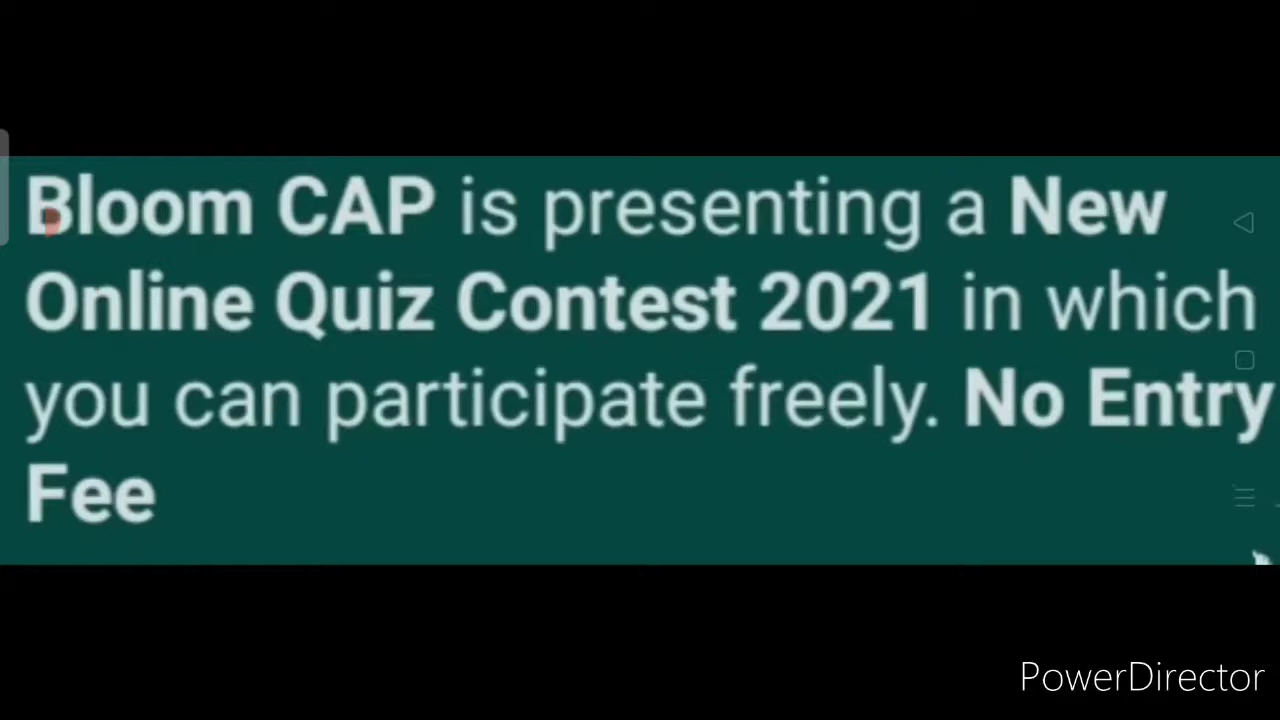 Bloom CAP is presenting a New
Online Quiz Contest 2021 in which
you can participate freely. No Entry
Fee
PowerDirector